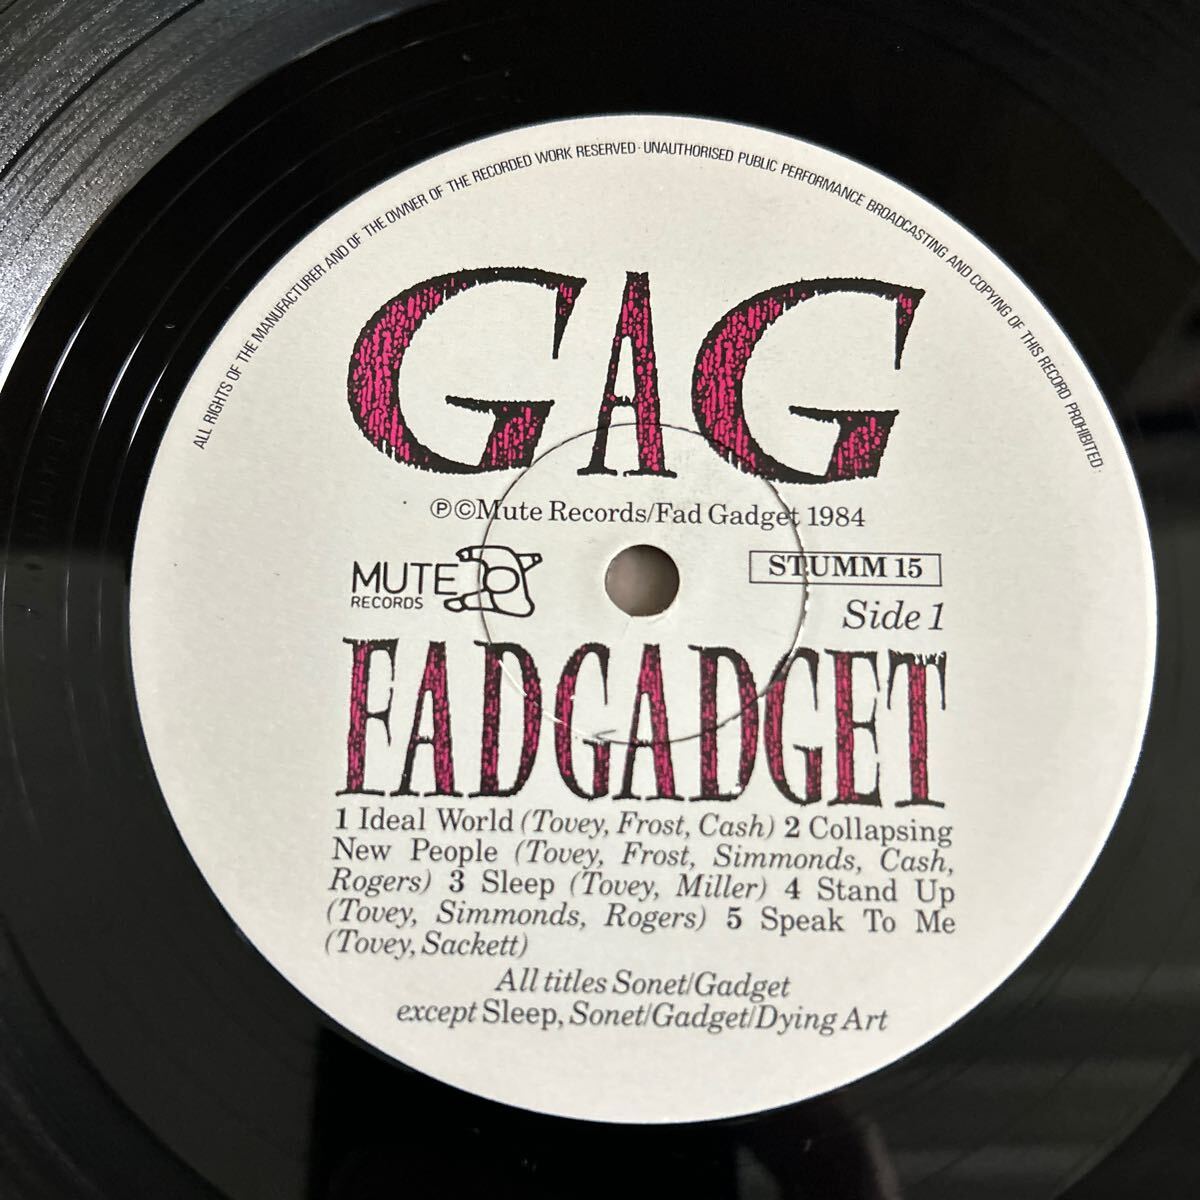 ALL RIGHTS OF THE MANUFACTURER AND OF THE OWNER OF THE RECORDED WORK RESERVED · UNAUTHORISED PUBLIC PERFORMANCE BROADCASTING AND COPYING OF THIS RECORD PROHIBITED ·
GAG
℗©Mute Records/Fad Gadget 1984
MUTE
RECORDS
STUMM 15
Side 1
FADGADGET
1 Ideal World (Tovey, Frost, Cash) 2 Collapsing
New People (Tovey, Frost, Simmonds, Cash,
Rogers) 3 Sleep (Tovey, Miller) 4 Stand Up
(Tovey, Simmonds, Rogers) 5 Speak To Me
(Tovey, Sackett)
All titles Sonet/Gadget
except Sleep, Sonet/Gadget/Dying Art